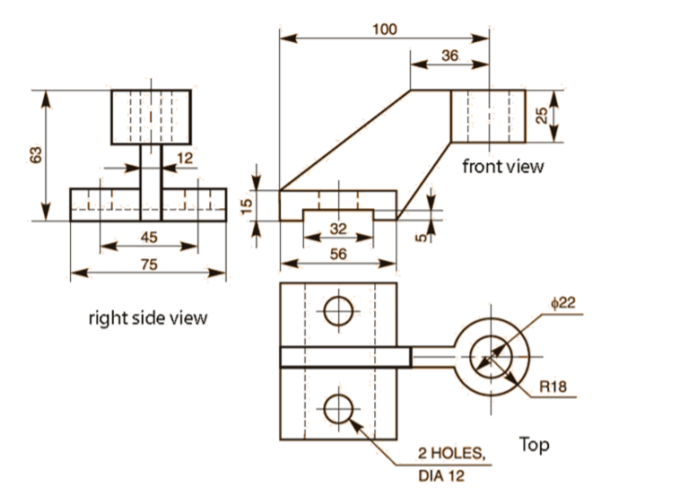 100
36
63
12
25
front view
15
32
5
45
56
75
right side view
ϕ22
R18
Top
2 HOLES,
DIA 12